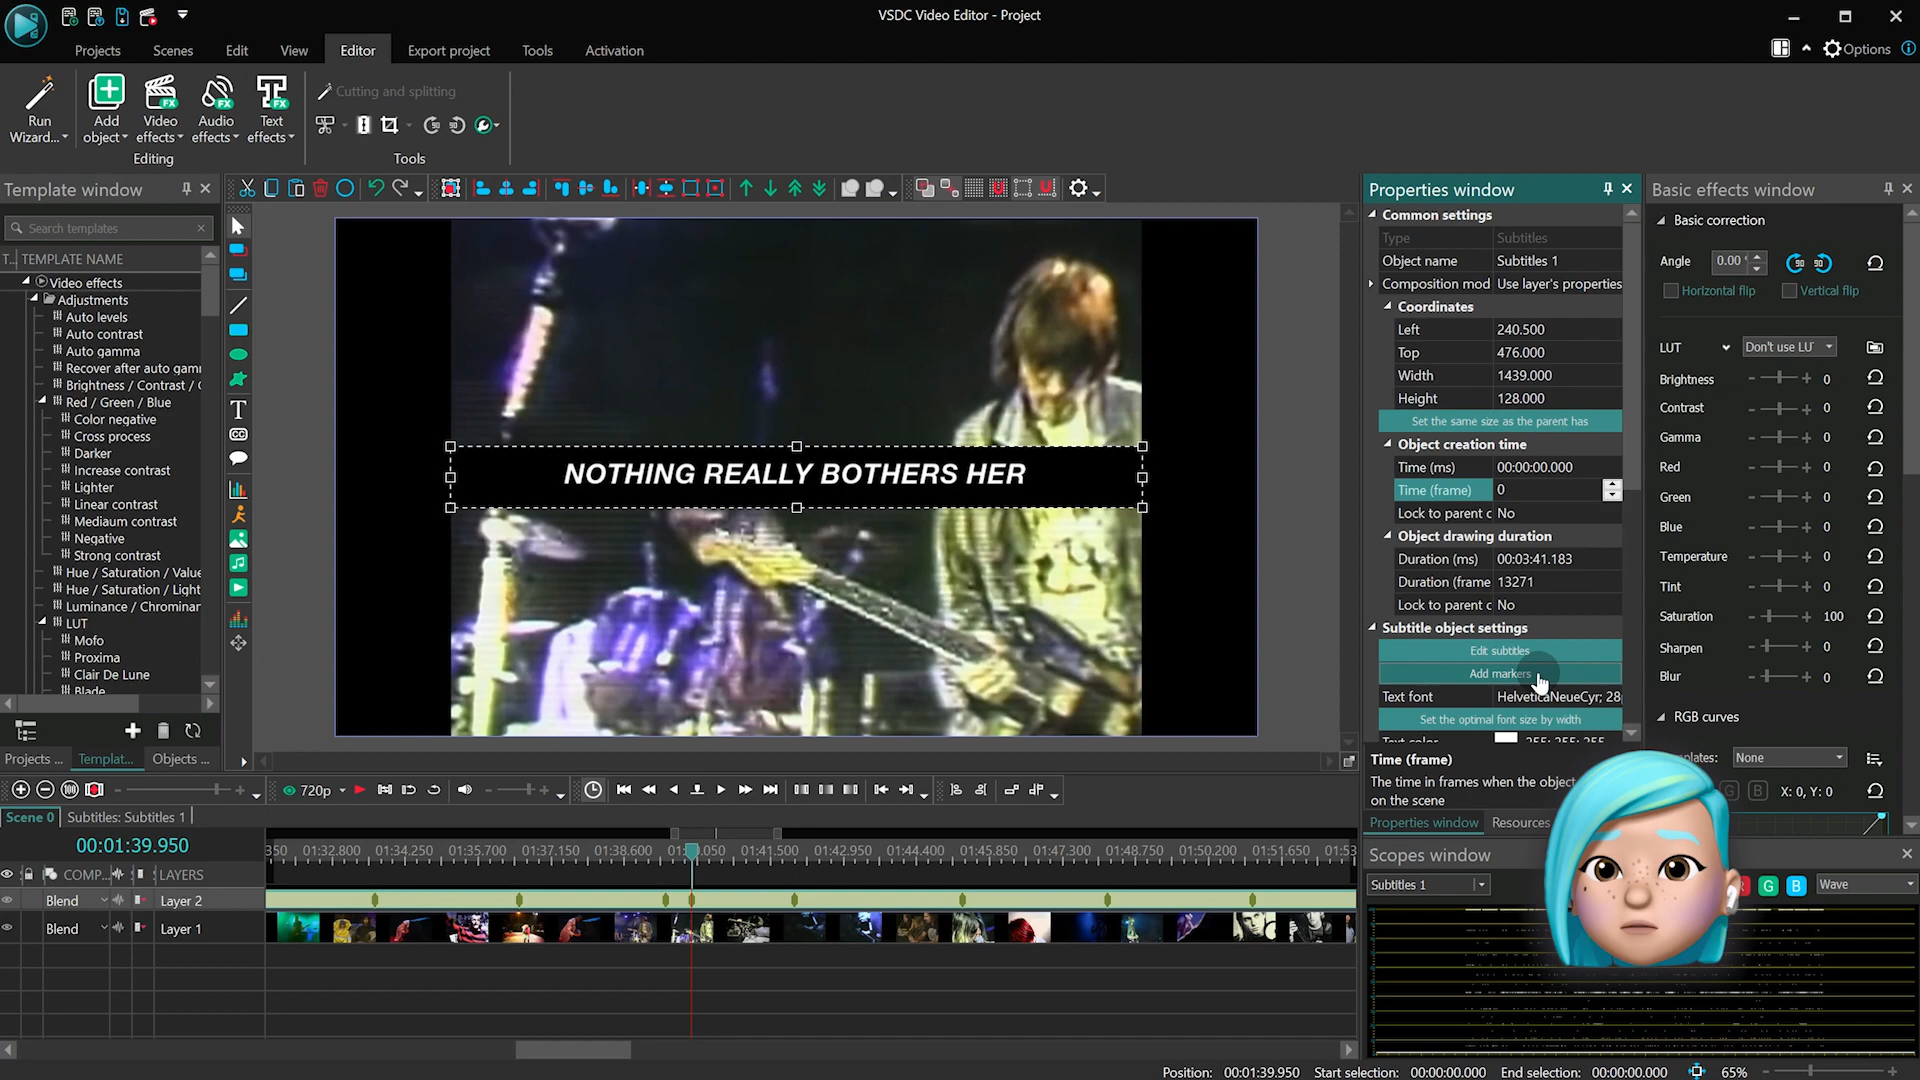 VSDC Video Editor - Project
Projects
Scenes
Edit
View
Editor
Export project
Tools
Activation
Options
Run
Wizard...
Add
object
Video
effects
Audio
effects
Text
effects
Editing
Cutting and splitting
Tools
Template window
Search templates
T...
TEMPLATE NAME
Video effects
Adjustments
Auto levels
Auto contrast
Auto gamma
Recover after auto gam
Brightness / Contrast / 
Red / Green / Blue
Color negative
Cross process
Darker
Increase contrast
Lighter
Linear contrast
Mediaum contrast
Negative
Strong contrast
Hue / Saturation / Value
Hue / Saturation / Light
Luminance / Chrominar
LUT
Mofo
Proxima
Clair De Lune
Blade
Projects ...
Templat...
Objects ...
NOTHING REALLY BOTHERS HER
Properties window
Common settings
Type Subtitles
Object name Subtitles 1
Composition mod Use layer's properties
Coordinates
Left 240.500
Top 476.000
Width 1439.000
Height 128.000
Set the same size as the parent has
Object creation time
Time (ms) 00:00:00.000
Time (frame) 0
Lock to parent c No
Object drawing duration
Duration (ms) 00:03:41.183
Duration (frame 13271
Lock to parent c No
Subtitle object settings
Edit subtitles
Add markers
Text font HelveticaNeueCyr; 28
Set the optimal font size by width
Text color 255; 255; 255
Time (frame)
The time in frames when the object
on the scene
Properties window
Resources
Basic effects window
Basic correction
Angle 0.00 °
90
90
Horizontal flip
Vertical flip
LUT Don't use LUT
Brightness 0
Contrast 0
Gamma 0
Red 0
Green 0
Blue 0
Temperature 0
Tint 0
Saturation 100
Sharpen 0
Blur 0
RGB curves
None
G
B
X: 0, Y: 0
Scopes window
Subtitles 1
G
B
Wave
720p
Scene 0
Subtitles: Subtitles 1
00:01:39.950
350
01:32.800
01:34.250
01:35.700
01:37.150
01:38.600
01:41.500
01:42.950
01:44.400
01:45.850
01:47.300
01:48.750
01:50.200
01:51.650
01:53
COMP...
LAYERS
Blend
Layer 2
Blend
Layer 1
Position: 00:01:39.950
Start selection: 00:00:00.000
End selection: 00:00:00.000
65%